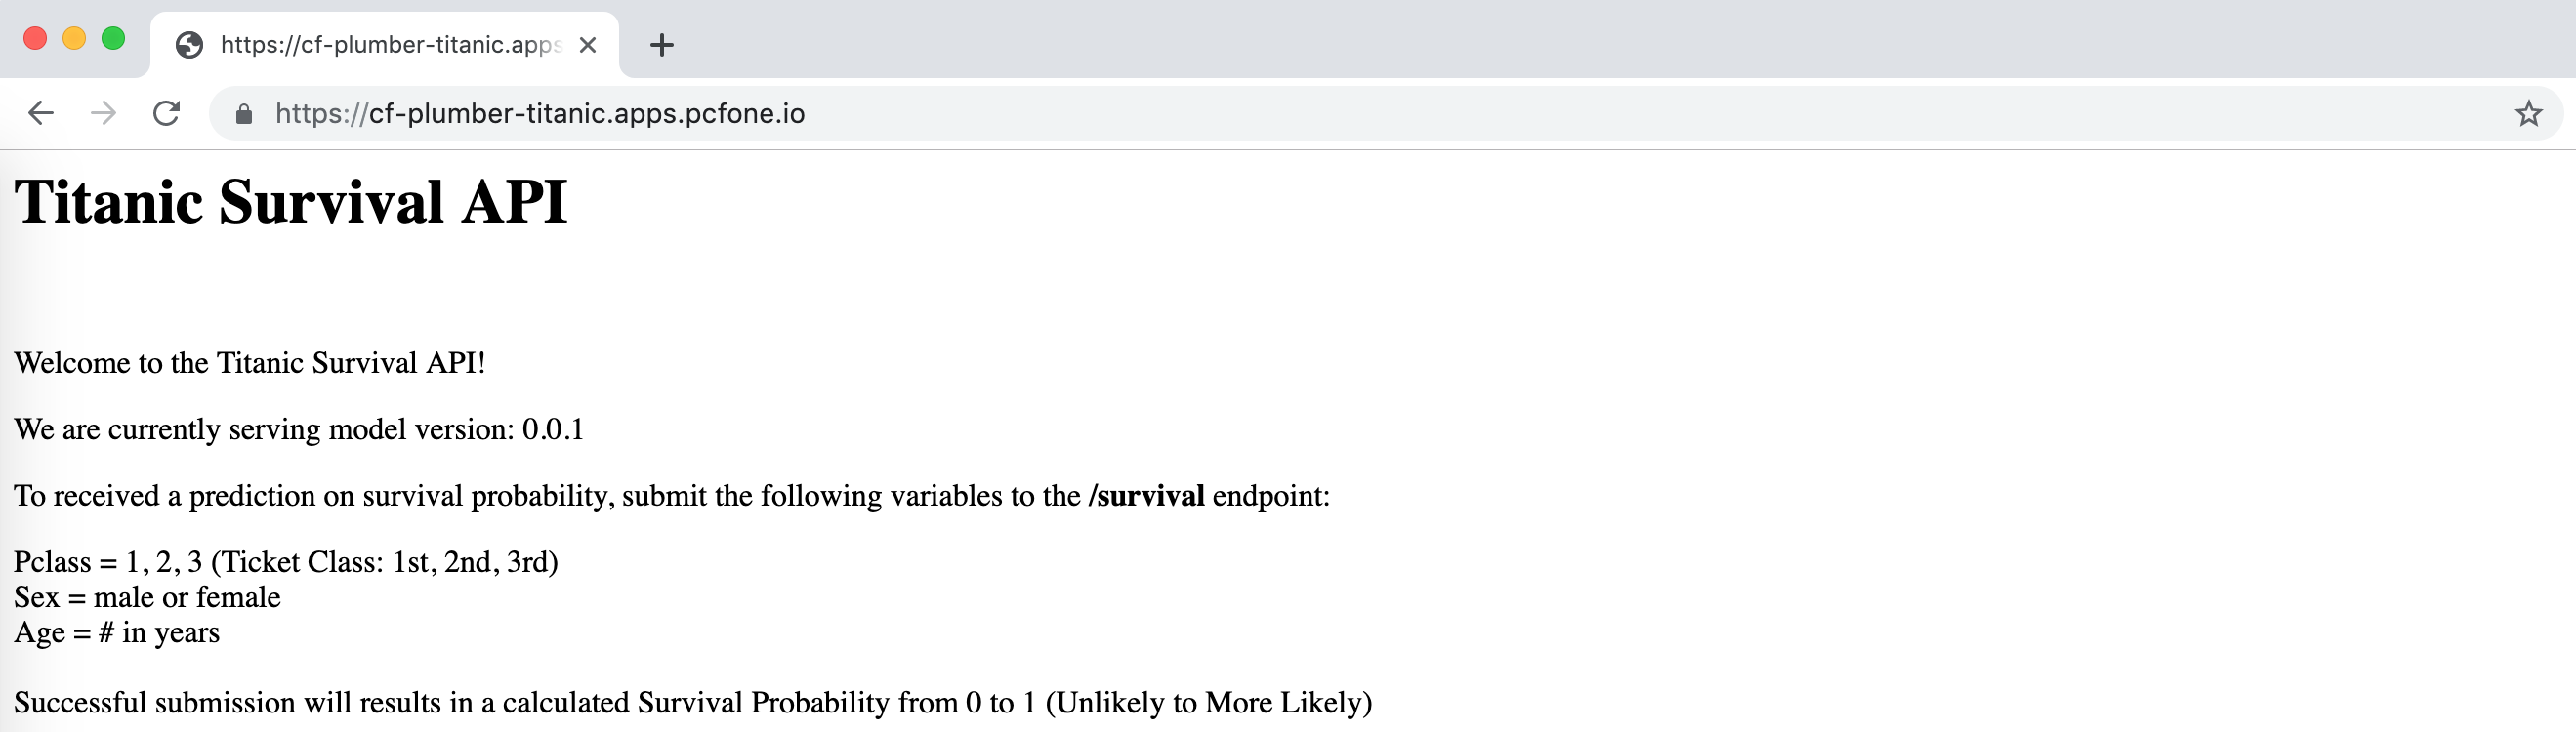 https://cf-plumber-titanic.apps
https://cf-plumber-titanic.apps.pcfone.io
Titanic Survival API
Welcome to the Titanic Survival API!
We are currently serving model version: 0.0.1
To received a prediction on survival probability, submit the following variables to the /survival endpoint:
Pclass = 1, 2, 3 (Ticket Class: 1st, 2nd, 3rd)
Sex = male or female
Age = # in years
Successful submission will results in a calculated Survival Probability from 0 to 1 (Unlikely to More Likely)